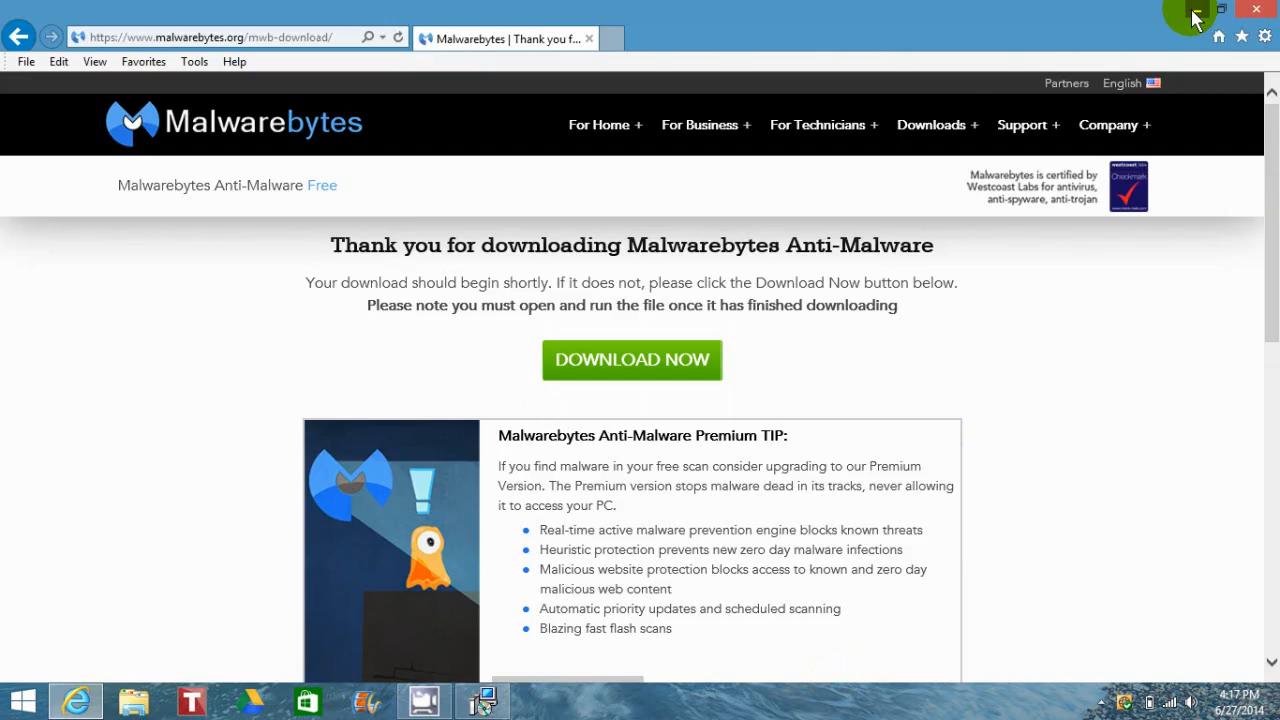 https://www.malwarebytes.org/mwb-download/
Malwarebytes | Thank you f...
File Edit View Favorites Tools Help
Partners English
Malwarebytes
For Home + For Business + For Technicians + Downloads + Support + Company +
Malwarebytes Anti-Malware Free
Malwarebytes is certified by
Westcoast Labs for antivirus,
anti-spyware, anti-trojan
westcoast labs
Checkmark
Thank you for downloading Malwarebytes Anti-Malware
Your download should begin shortly. If it does not, please click the Download Now button below.
Please note you must open and run the file once it has finished downloading
DOWNLOAD NOW
Malwarebytes Anti-Malware Premium TIP:
If you find malware in your free scan consider upgrading to our Premium
Version. The Premium version stops malware dead in its tracks, never allowing
it to access your PC.
Real-time active malware prevention engine blocks known threats
Heuristic protection prevents new zero day malware infections
Malicious website protection blocks access to known and zero day
malicious web content
Automatic priority updates and scheduled scanning
Blazing fast flash scans
4:17 PM
6/27/2014